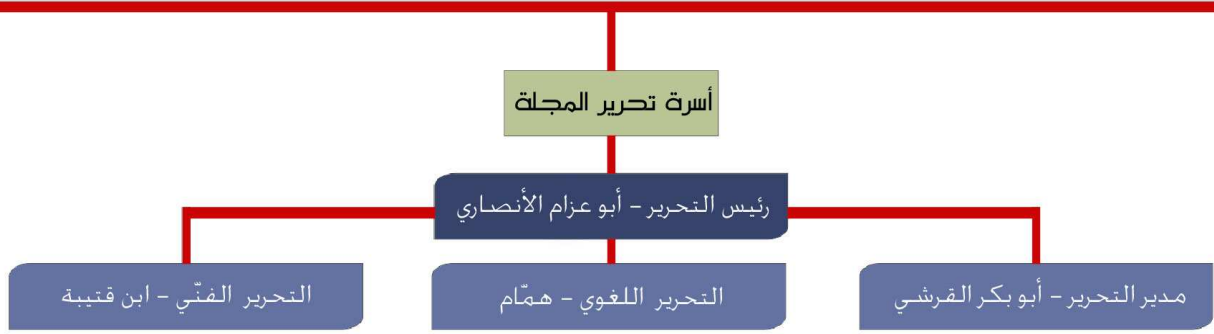 أسرة تحرير المجلة
رئيس التحرير – أبو عزام الأنصاري
مدير التحرير – أبو بكر القرشي
التحرير اللغوي – همّام
التحرير الفنّي – ابن قتيبة